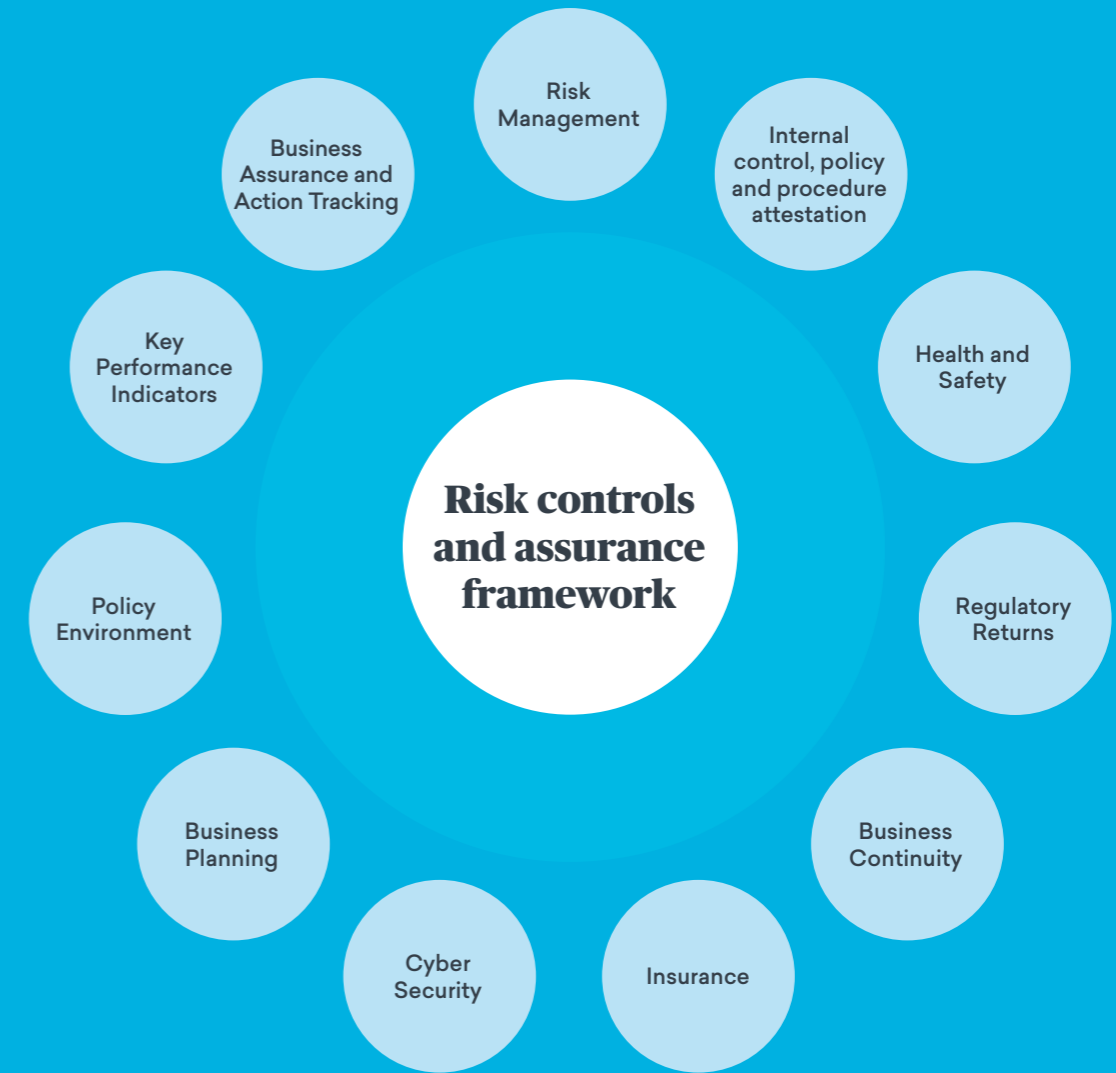 Risk
Management
Internal
control, policy
and procedure
attestation
Health and
Safety
Regulatory
Returns
Business
Continuity
Insurance
Cyber
Security
Business
Planning
Policy
Environment
Key
Performance
Indicators
Business
Assurance and
Action Tracking
Risk controls
and assurance
framework